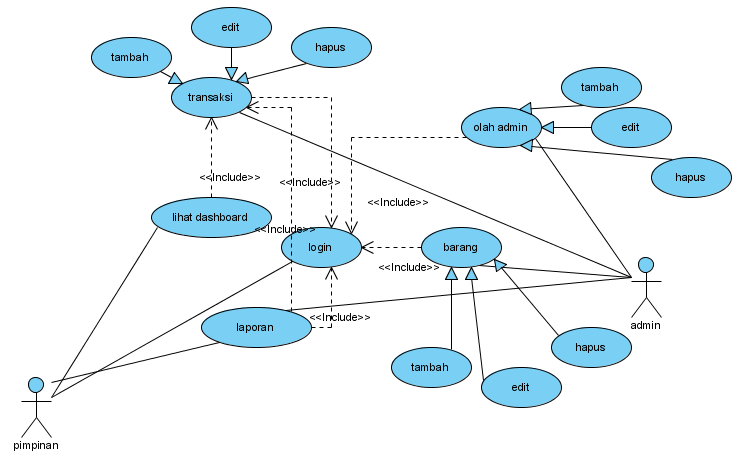 edit
hapus
tambah
transaksi
tambah
olah admin
edit
hapus
<<Include>>
<<Include>>
<<Include>>
lihat dashboard
<<Include>>
login
barang
<<Include>>
<<Include>>
laporan
admin
hapus
tambah
edit
pimpinan